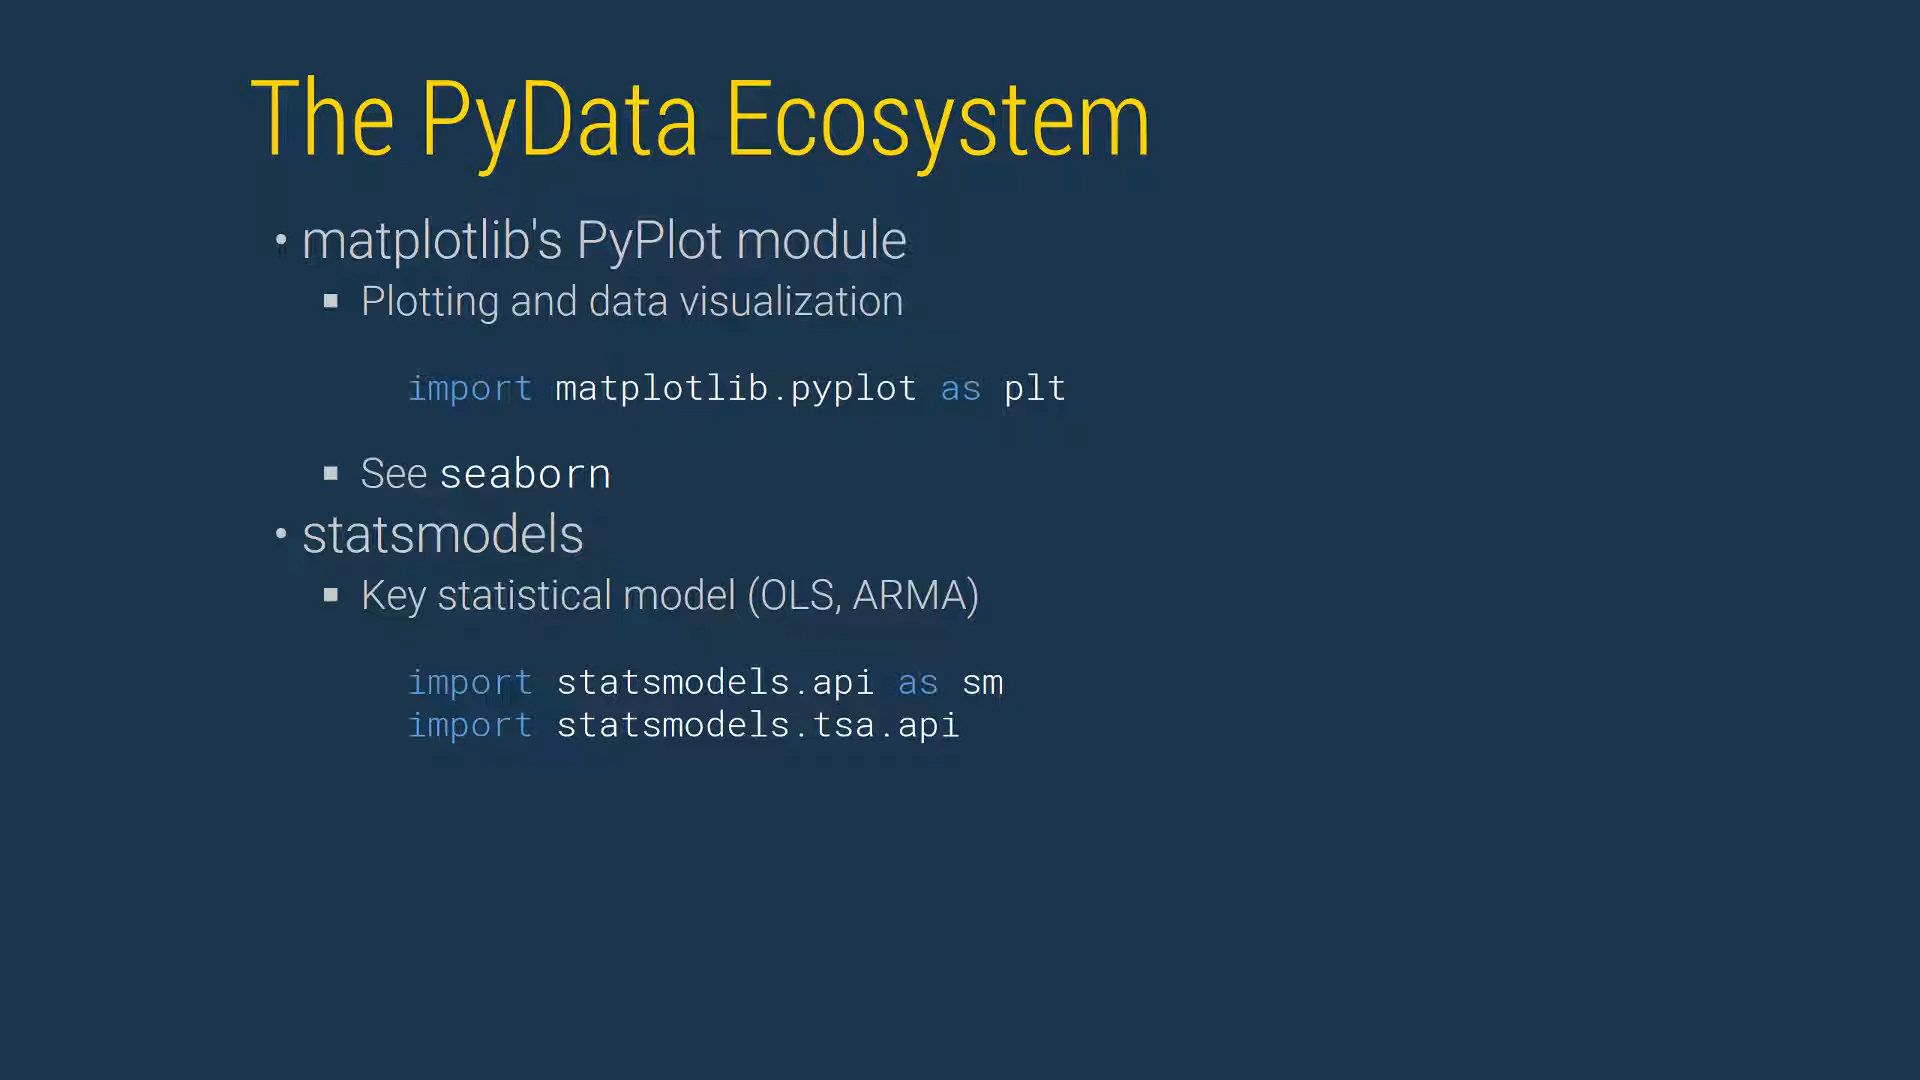 The PyData Ecosystem
• matplotlib's PyPlot module
▪ Plotting and data visualization
import matplotlib.pyplot as plt
▪ See seaborn
• statsmodels
▪ Key statistical model (OLS, ARMA)
import statsmodels.api as sm
import statsmodels.tsa.api